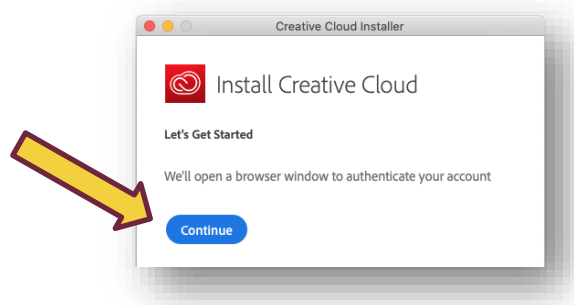 Creative Cloud Installer
Install Creative Cloud
Let's Get Started
We'll open a browser window to authenticate your account
Continue